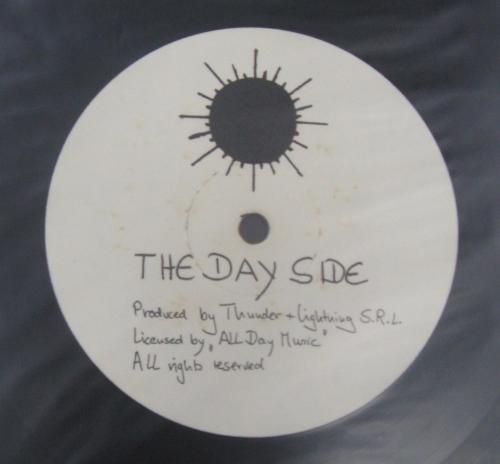 THE DAY SIDE
Produced by Thunder + Lightning S.R.L.
Licensed by „ALL Day Music"
ALL rights reserved